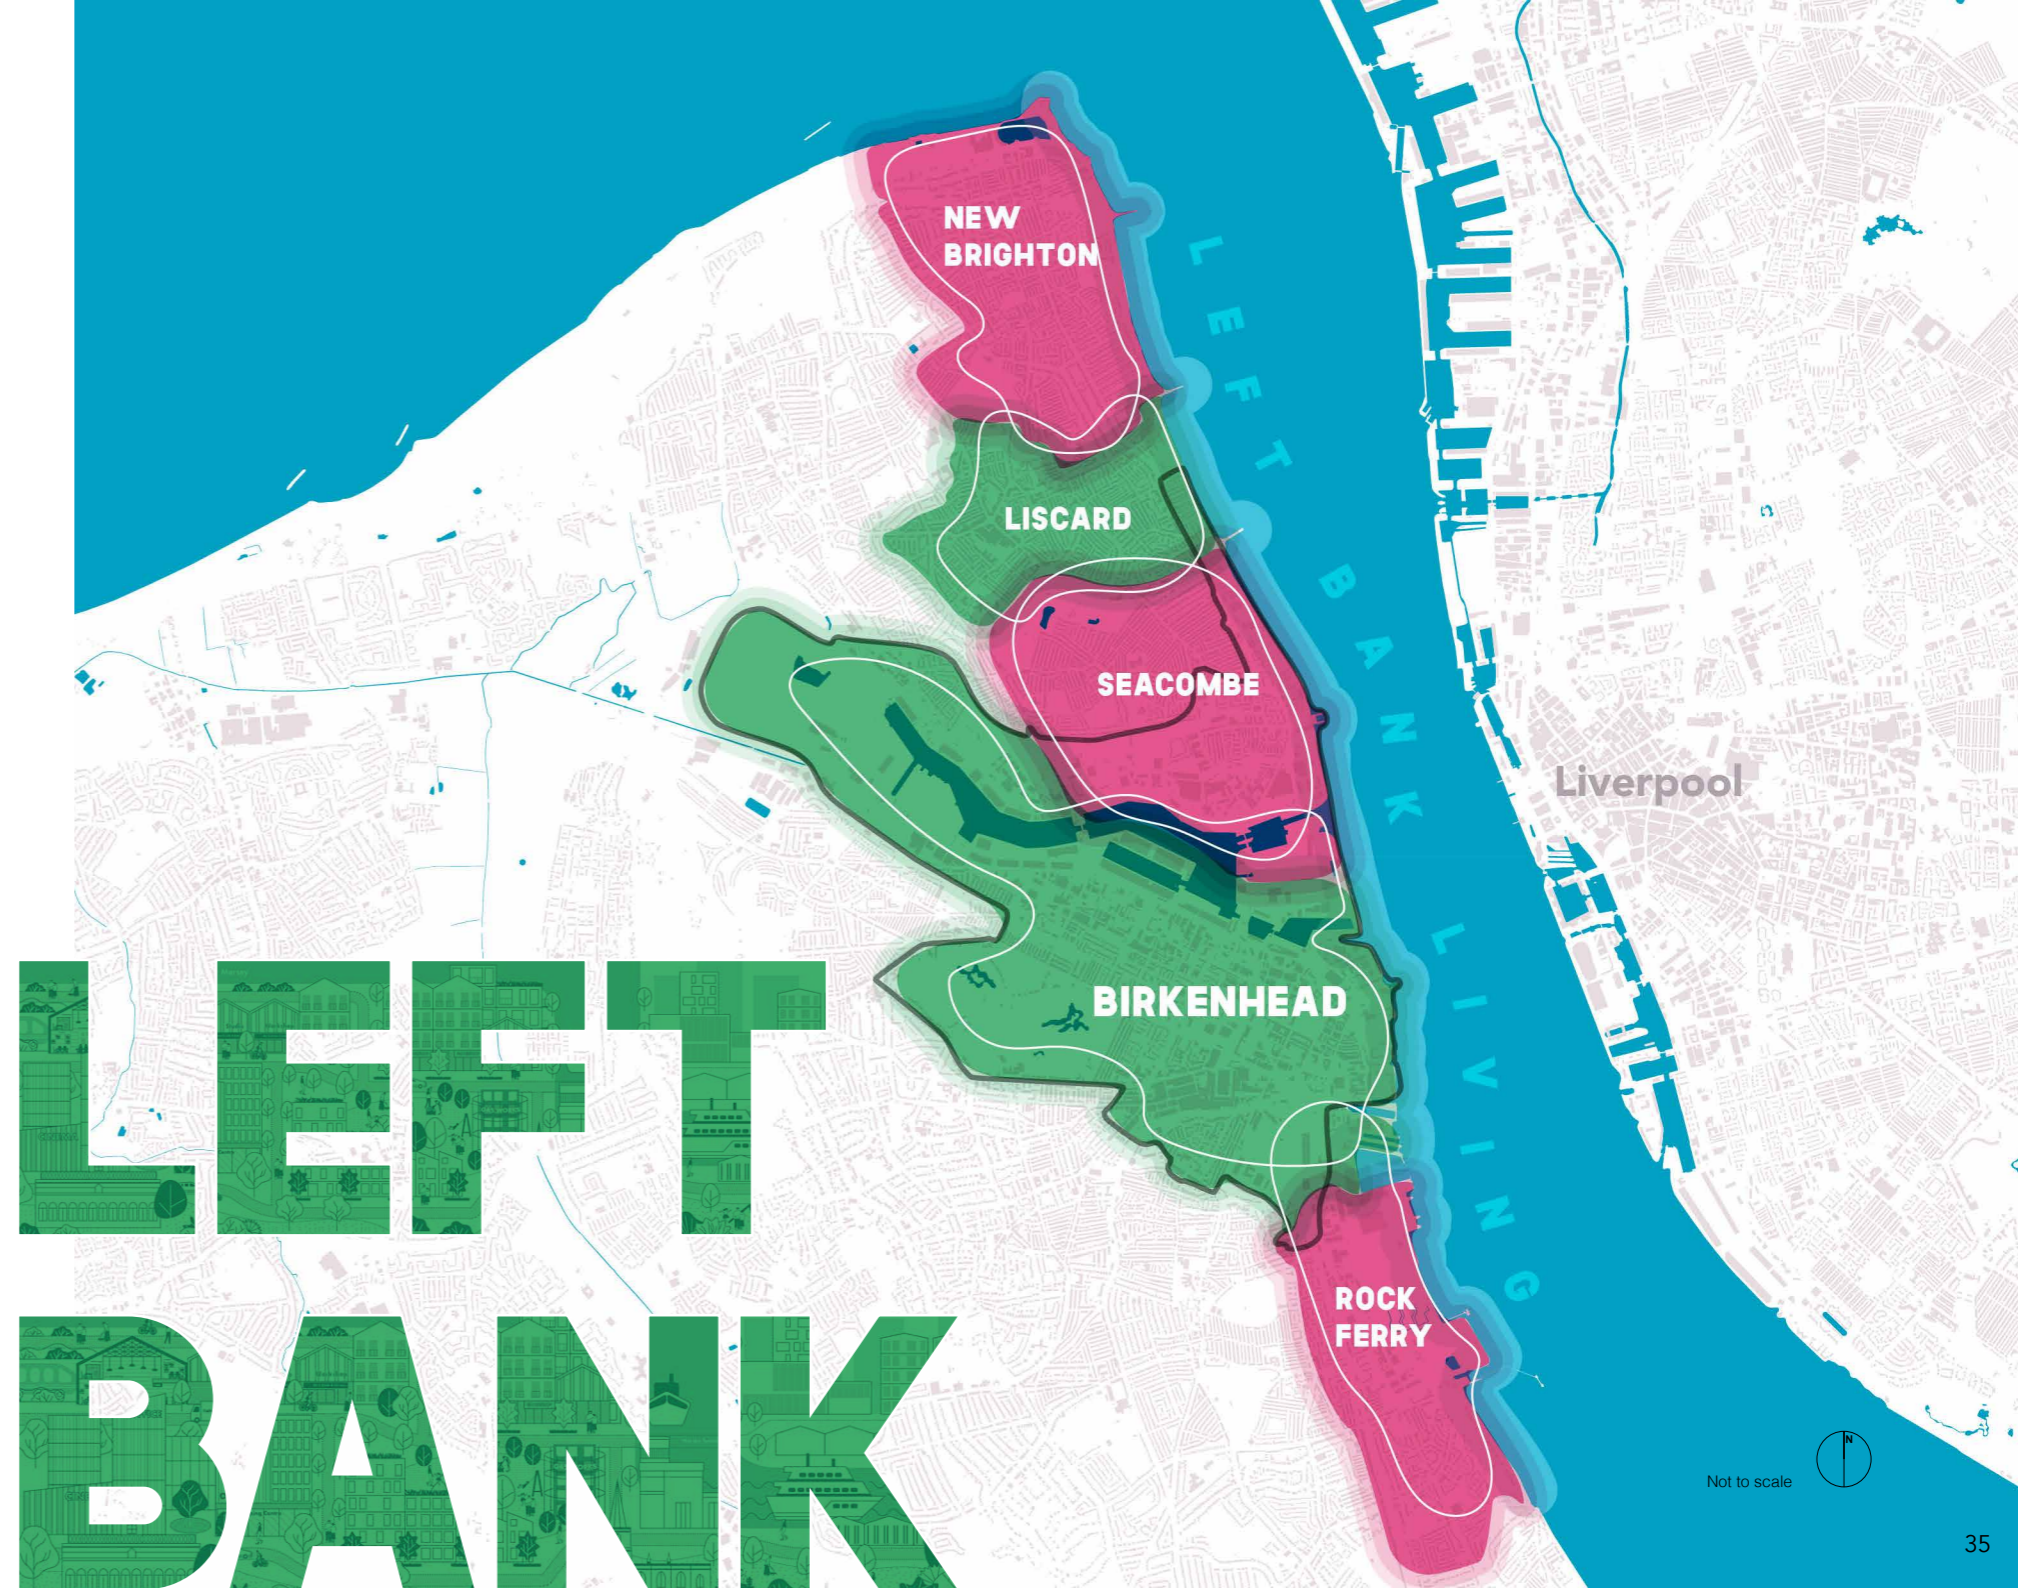 NEW
BRIGHTON
LEFT BANK LIVING
LISCARD
SEACOMBE
Liverpool
BIRKENHEAD
ROCK
FERRY
LEFT
BANK
N
Not to scale
35